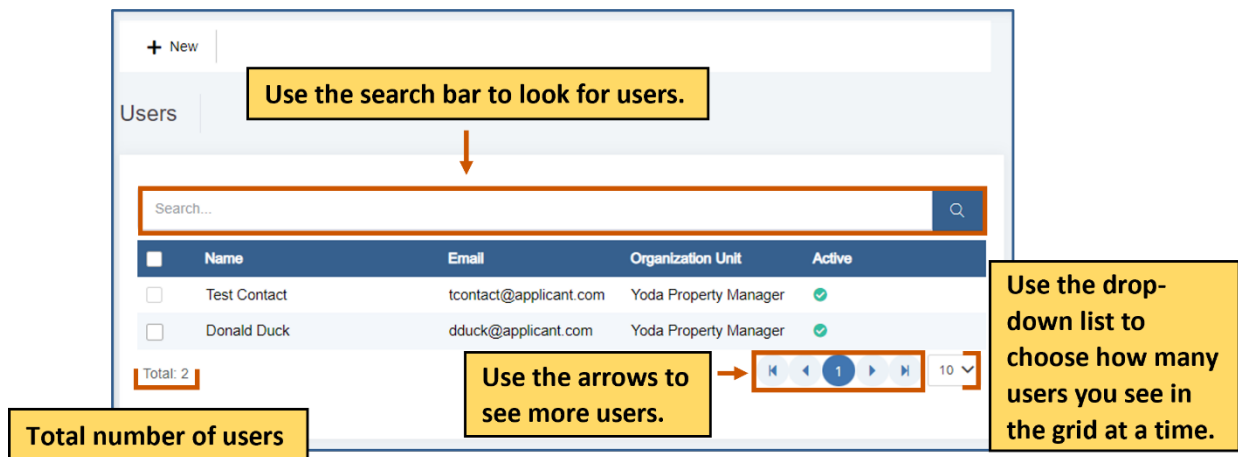 + New
Use the search bar to look for users.
Users
Search...
Name Email Organization Unit Active
Test Contact tcontact@applicant.com Yoda Property Manager
Donald Duck dduck@applicant.com Yoda Property Manager
Total: 2
1
10
Use the arrows to
see more users.
Use the drop-
down list to
choose how many
users you see in
the grid at a time.
Total number of users